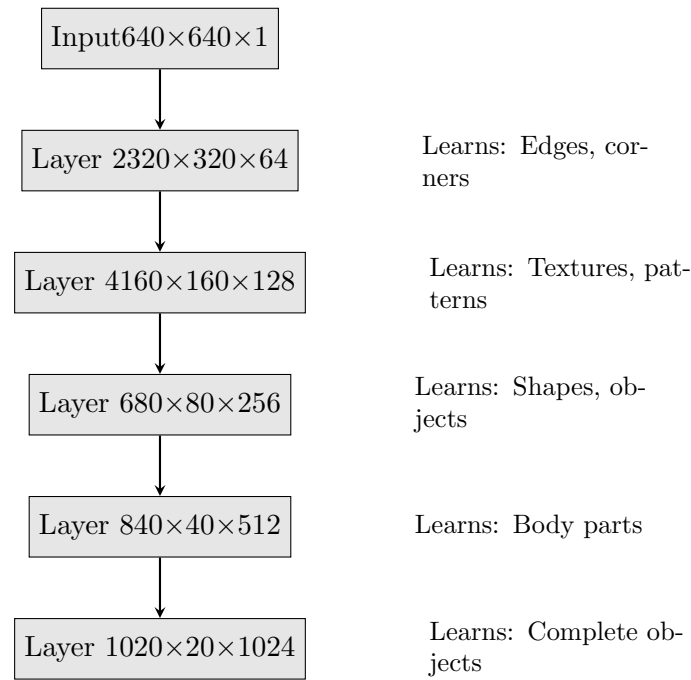 Input640×640×1
Layer 2320×320×64
Learns: Edges, cor-
ners
Layer 4160×160×128
Learns: Textures, pat-
terns
Layer 680×80×256
Learns: Shapes, ob-
jects
Layer 840×40×512
Learns: Body parts
Layer 1020×20×1024
Learns: Complete ob-
jects